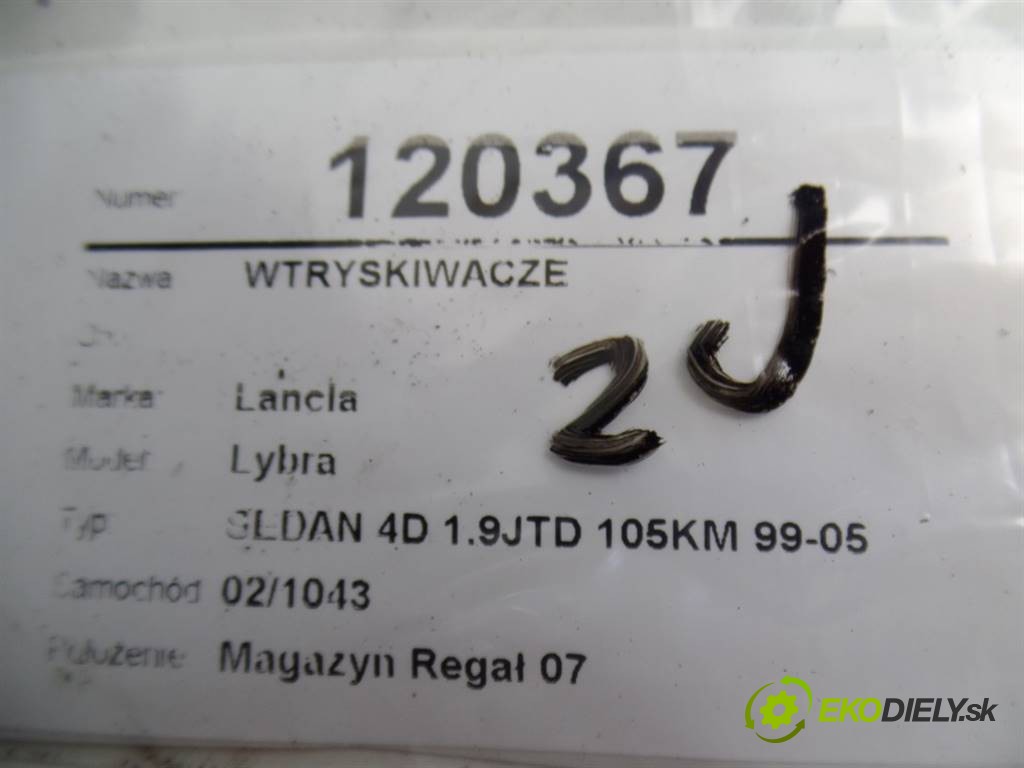 Numer 120367
Nazwa WTRYSKIWACZE
Marka Lancia
Model Lybra
Typ SEDAN 4D 1.9JTD 105KM 99-05
Samochód 02/1043
Położenie Magazyn Regał 07
2J
EKODIELY.sk